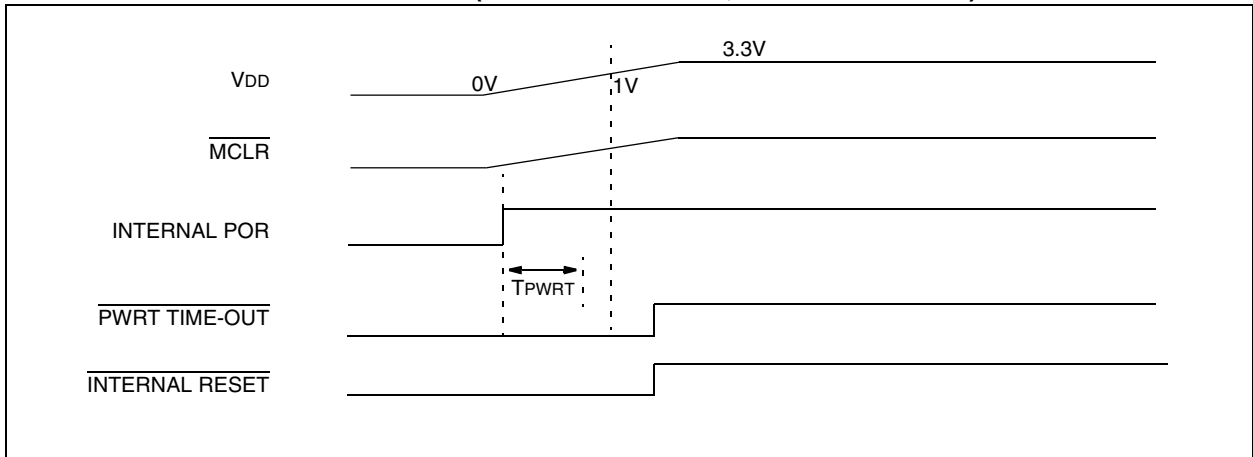 3.3V
VDD
0V
1V
MCLR
INTERNAL POR
TPWRT
PWRT TIME-OUT
INTERNAL RESET